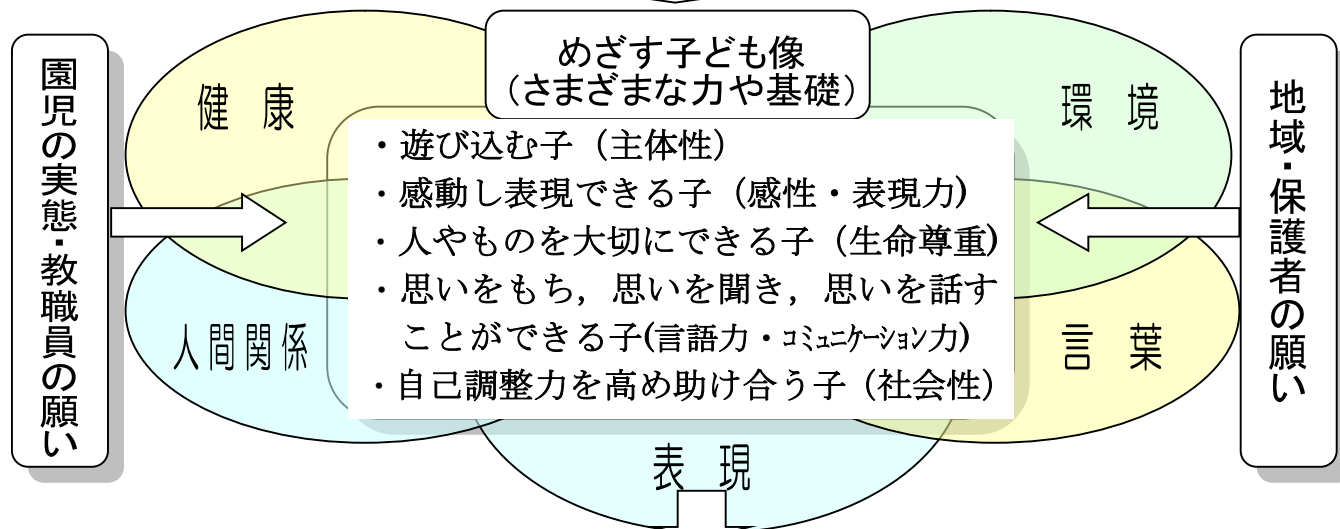 めざす子ども像
（さまざまな力や基礎）
園児の実態・教職員の願い
健　康
環　境
地域・保護者の願い
・遊び込む子（主体性）
・感動し表現できる子（感性・表現力）
・人やものを大切にできる子（生命尊重）
・思いをもち，思いを聞き，思いを話す
ことができる子(言語力・コミュニケーション力)
・自己調整力を高め助け合う子（社会性）
人間関係
言　葉
表　現